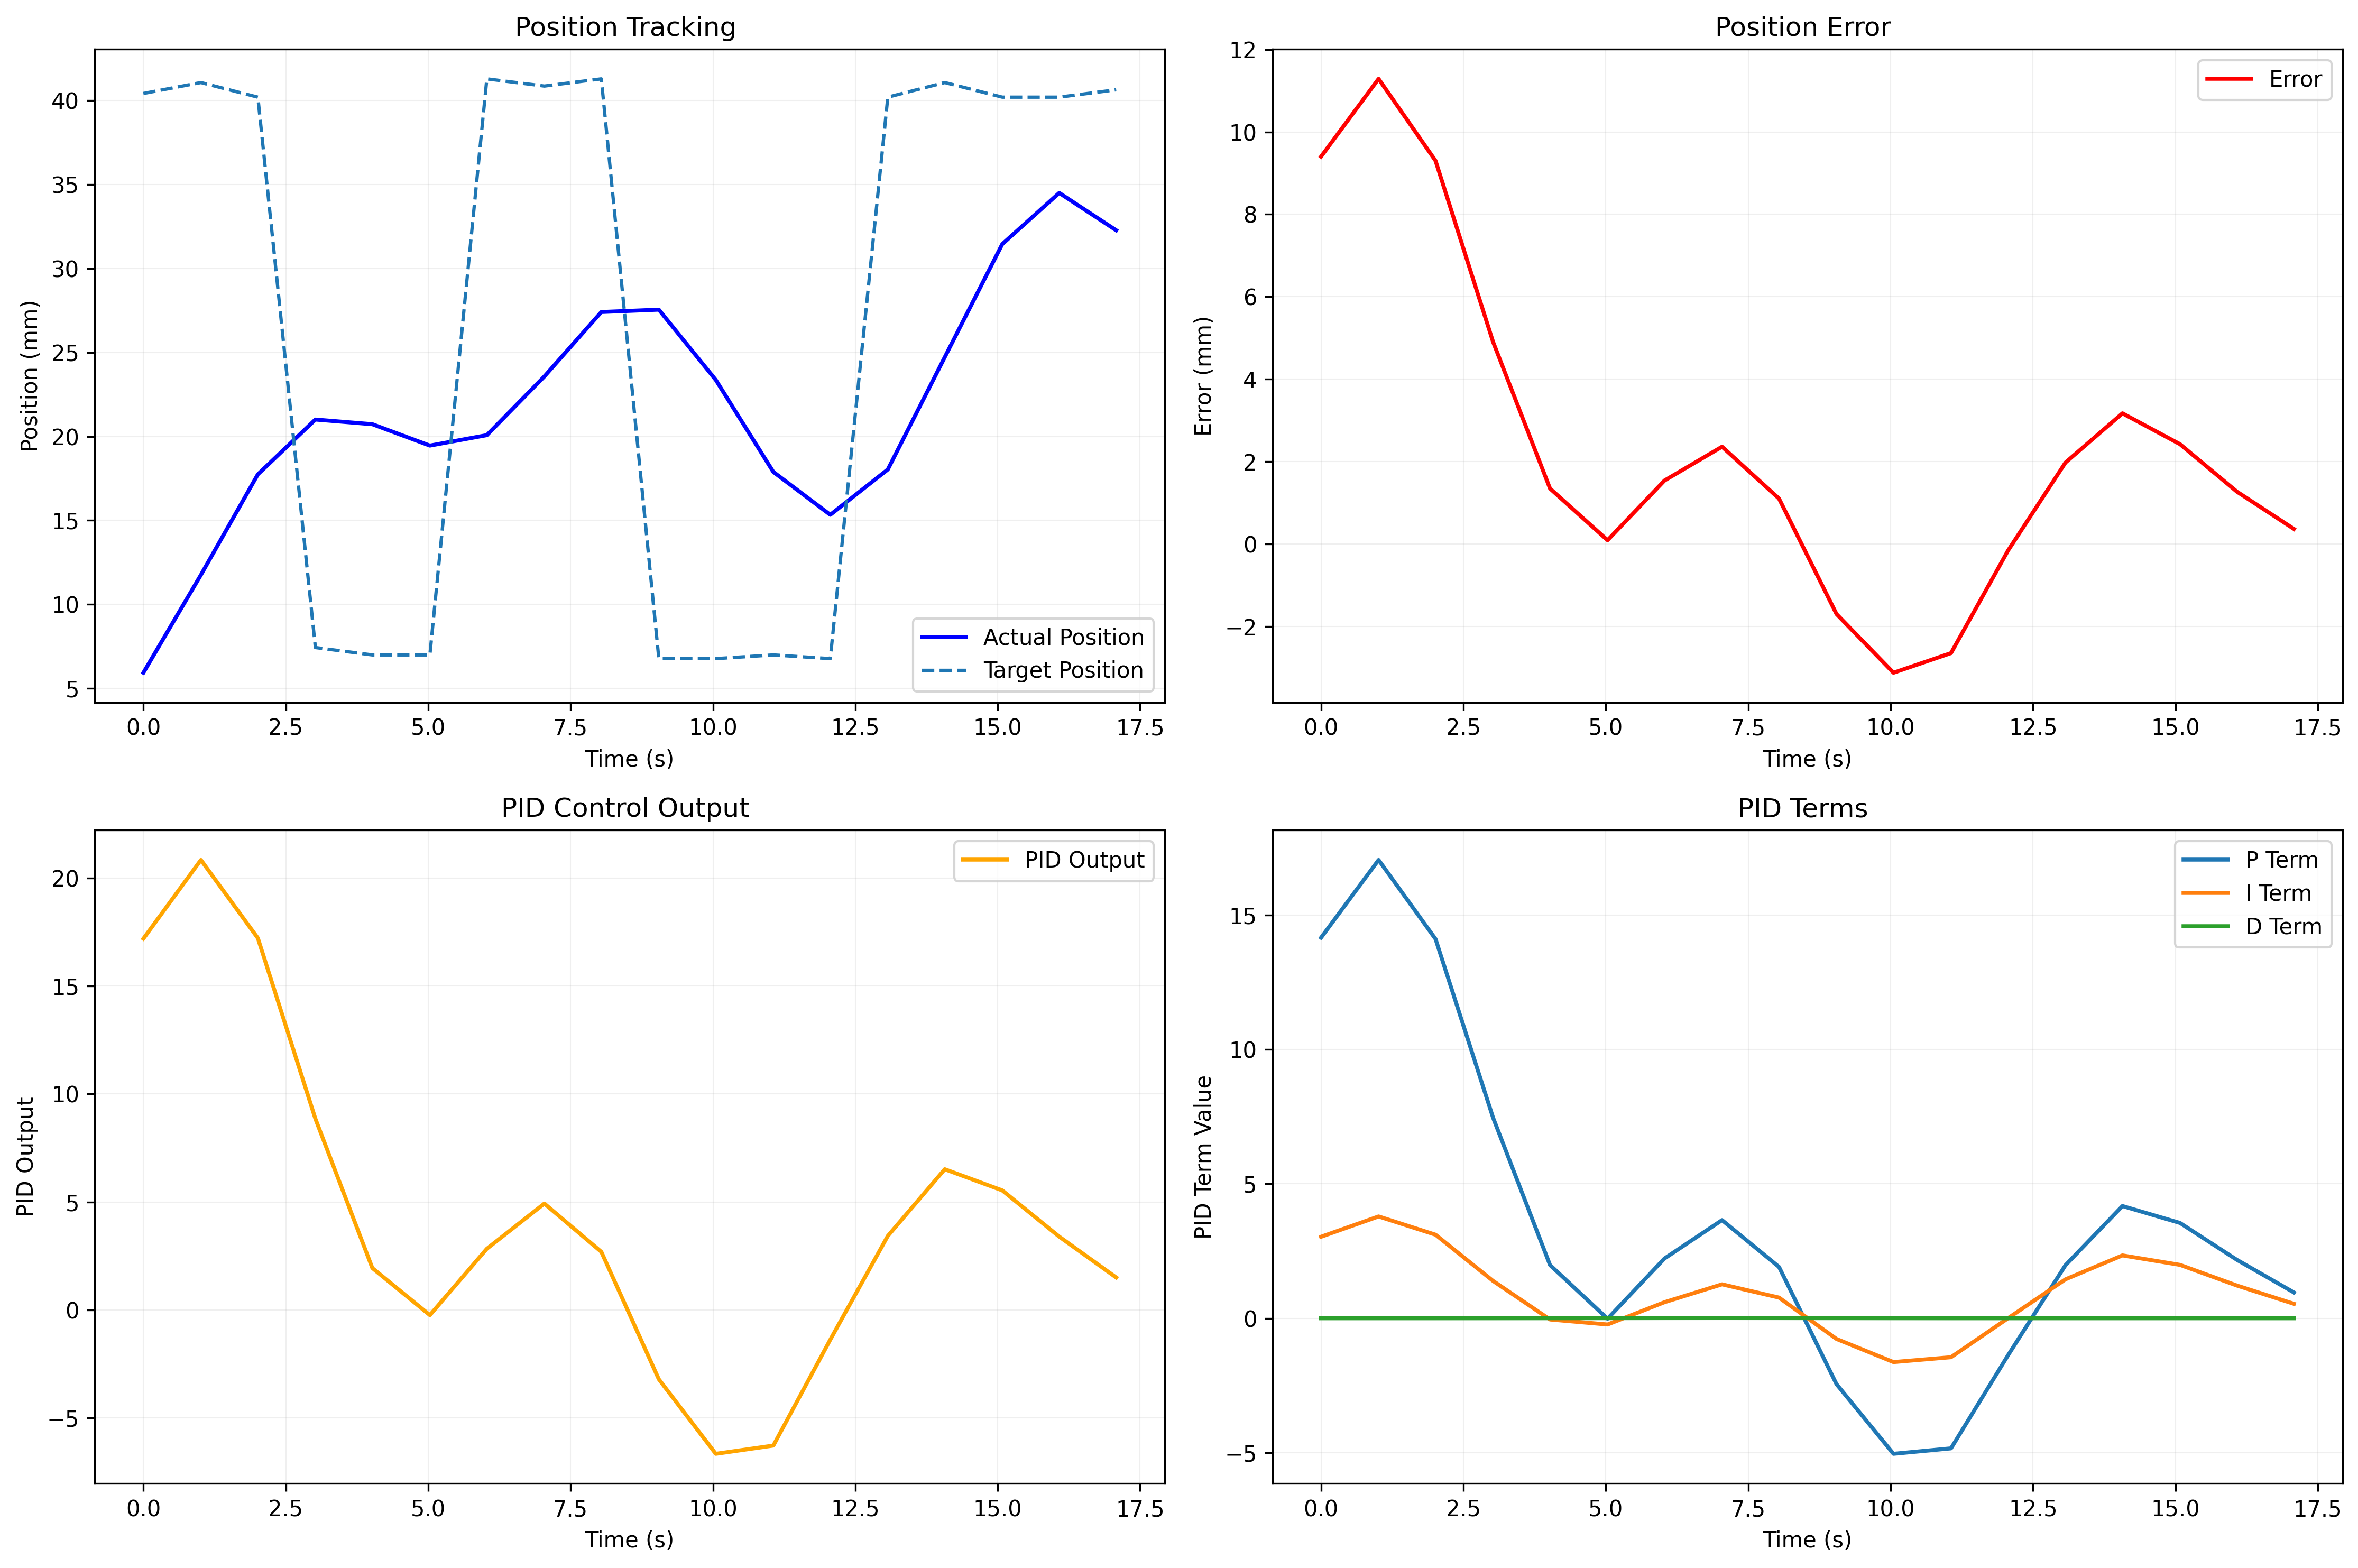 Position Tracking
Position (mm)
40
35
30
25
20
15
10
5
Actual Position
Target Position
0.0 2.5 5.0 7.5 10.0 12.5 15.0 17.5
Time (s)
Position Error
Error (mm)
12
10
8
6
4
2
0
−2
Error
0.0 2.5 5.0 7.5 10.0 12.5 15.0 17.5
Time (s)
PID Control Output
PID Output
20
15
10
5
0
−5
PID Output
0.0 2.5 5.0 7.5 10.0 12.5 15.0 17.5
Time (s)
PID Terms
PID Term Value
15
10
5
0
−5
P Term
I Term
D Term
0.0 2.5 5.0 7.5 10.0 12.5 15.0 17.5
Time (s)